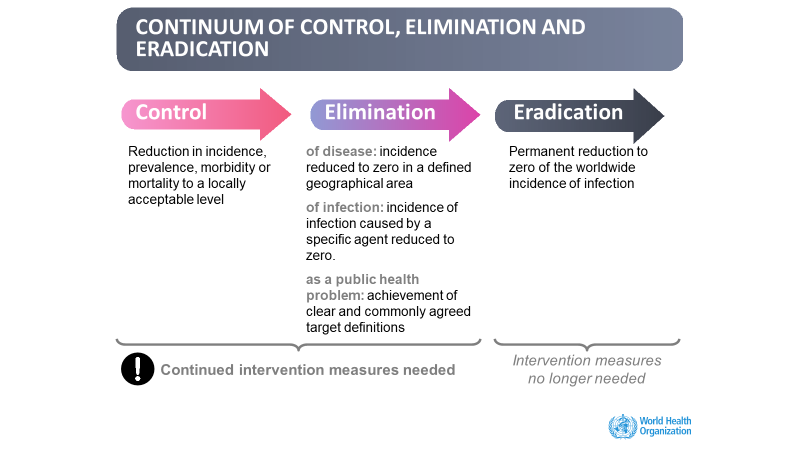 CONTINUUM OF CONTROL, ELIMINATION AND
ERADICATION
Control
Reduction in incidence,
prevalence, morbidity or
mortality to a locally
acceptable level
Elimination
of disease: incidence
reduced to zero in a defined
geographical area
of infection: incidence of
infection caused by a
specific agent reduced to
zero.
as a public health
problem: achievement of
clear and commonly agreed
target definitions
Eradication
Permanent reduction to
zero of the worldwide
incidence of infection
! Continued intervention measures needed
Intervention measures
no longer needed
World Health
Organization